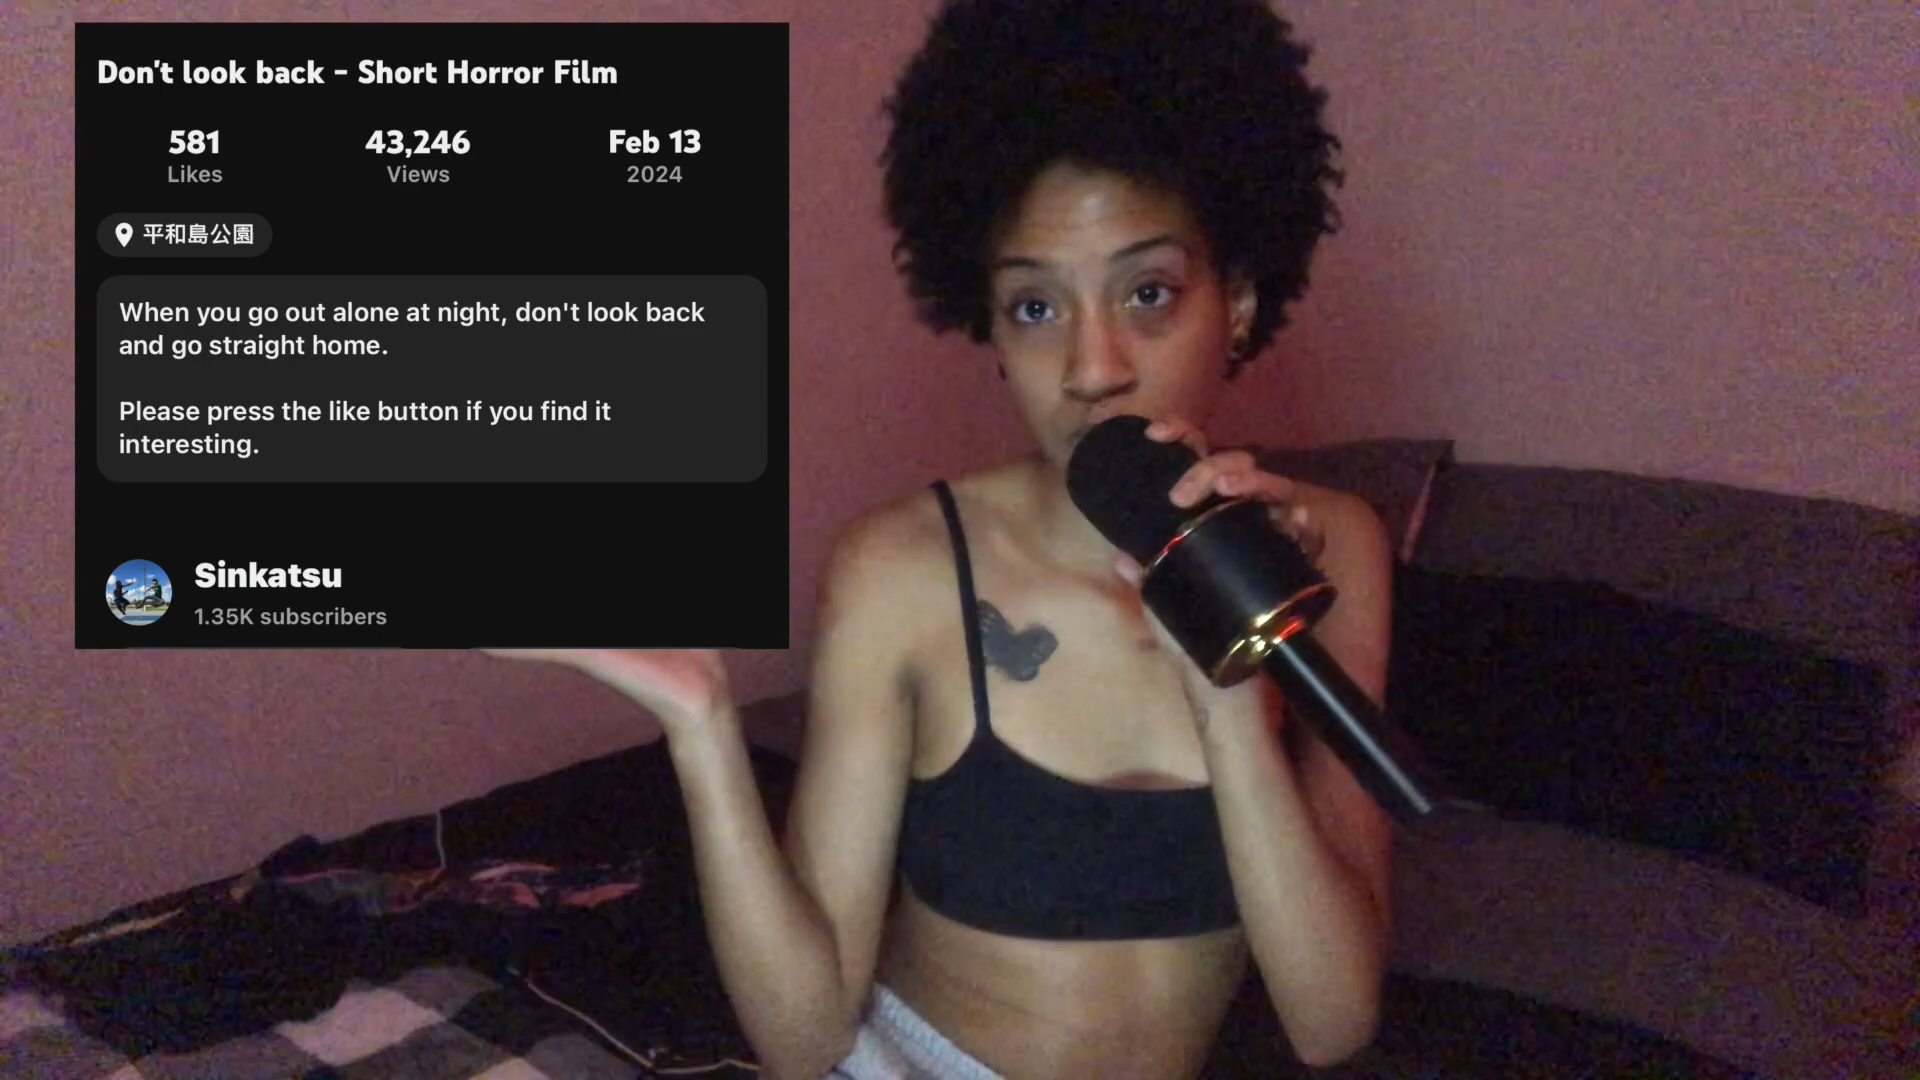 Don't look back - Short Horror Film
581
Likes
43,246
Views
Feb 13
2024
平和島公園
When you go out alone at night, don't look back
and go straight home.
Please press the like button if you find it
interesting.
Sinkatsu
1.35K subscribers